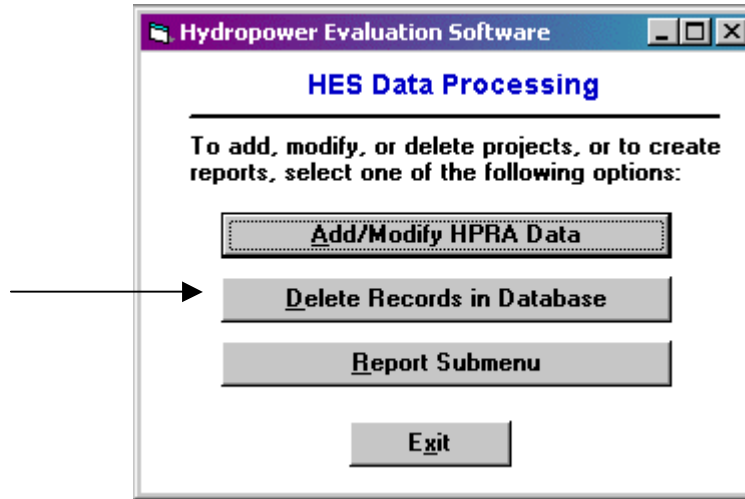 Hydropower Evaluation Software
HES Data Processing
To add, modify, or delete projects, or to create
reports, select one of the following options:
Add/Modify HPRA Data
Delete Records in Database
Report Submenu
Exit